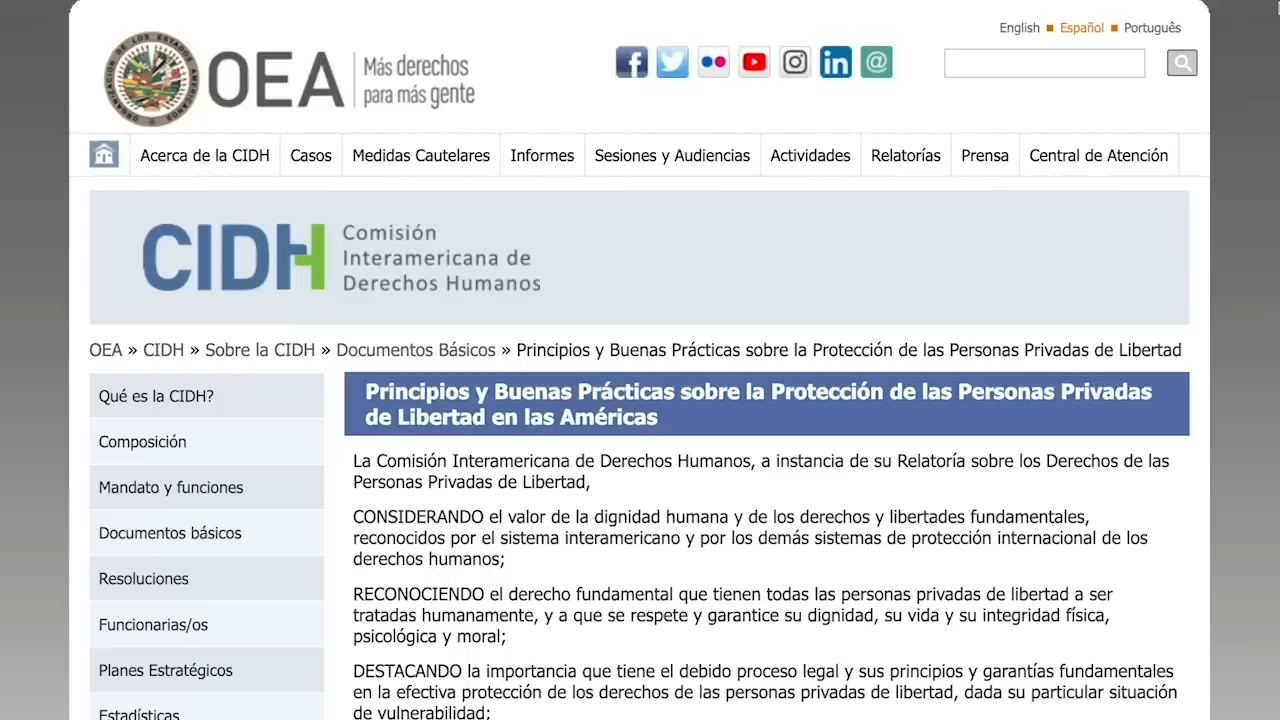 English Español Português
OEA
Más derechos
para más gente
Acerca de la CIDH Casos Medidas Cautelares Informes Sesiones y Audiencias Actividades Relatorías Prensa Central de Atención
CIDH
Comisión
Interamericana de
Derechos Humanos
OEA » CIDH » Sobre la CIDH » Documentos Básicos » Principios y Buenas Prácticas sobre la Protección de las Personas Privadas de Libertad
Qué es la CIDH?
Composición
Mandato y funciones
Documentos básicos
Resoluciones
Funcionarias/os
Planes Estratégicos
Estadísticas
Principios y Buenas Prácticas sobre la Protección de las Personas Privadas
de Libertad en las Américas
La Comisión Interamericana de Derechos Humanos, a instancia de su Relatoría sobre los Derechos de las
Personas Privadas de Libertad,
CONSIDERANDO el valor de la dignidad humana y de los derechos y libertades fundamentales,
reconocidos por el sistema interamericano y por los demás sistemas de protección internacional de los
derechos humanos;
RECONOCIENDO el derecho fundamental que tienen todas las personas privadas de libertad a ser
tratadas humanamente, y a que se respete y garantice su dignidad, su vida y su integridad física,
psicológica y moral;
DESTACANDO la importancia que tiene el debido proceso legal y sus principios y garantías fundamentales
en la efectiva protección de los derechos de las personas privadas de libertad, dada su particular situación
de vulnerabilidad;